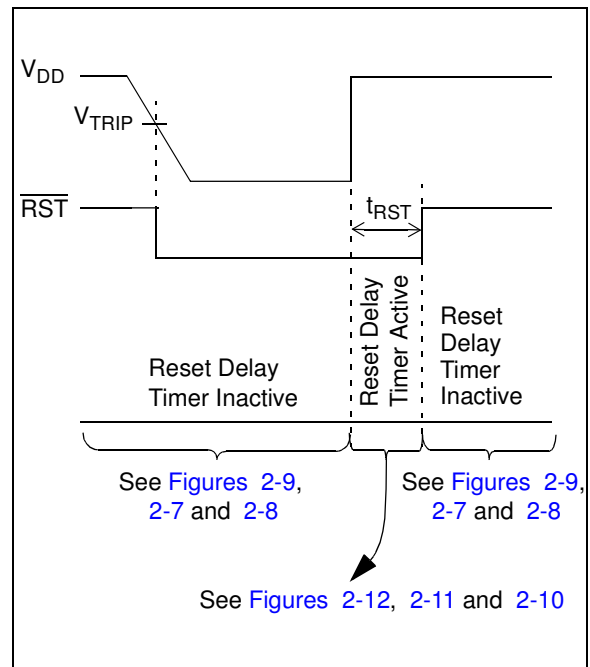 VDD
VTRIP
RST
tRST
Reset Delay
Timer Inactive
Reset Delay
Timer Active
Reset
Delay
Timer
Inactive
See Figures 2-9,
2-7 and 2-8
See Figures 2-9,
2-7 and 2-8
See Figures 2-12, 2-11 and 2-10